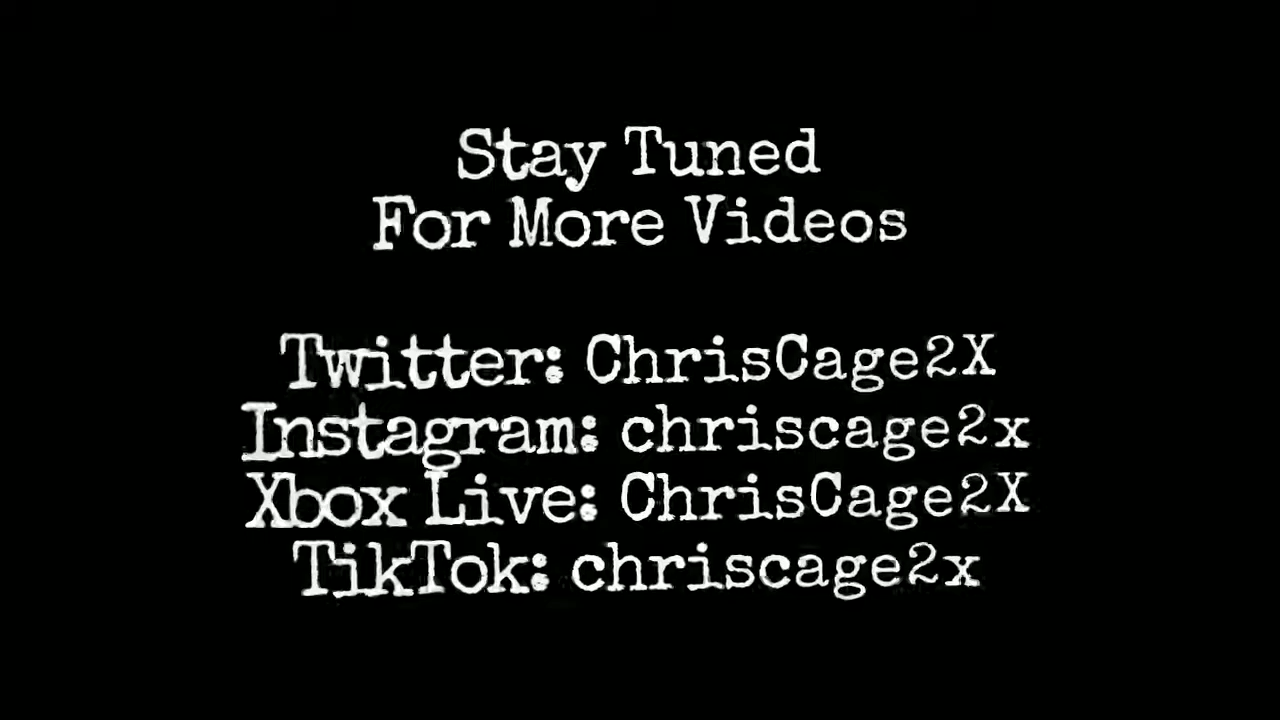 Stay Tuned
For More Videos
Twitter: ChrisCage2X
Instagram: chriscage2x
Xbox Live: ChrisCage2X
TikTok: chriscage2x